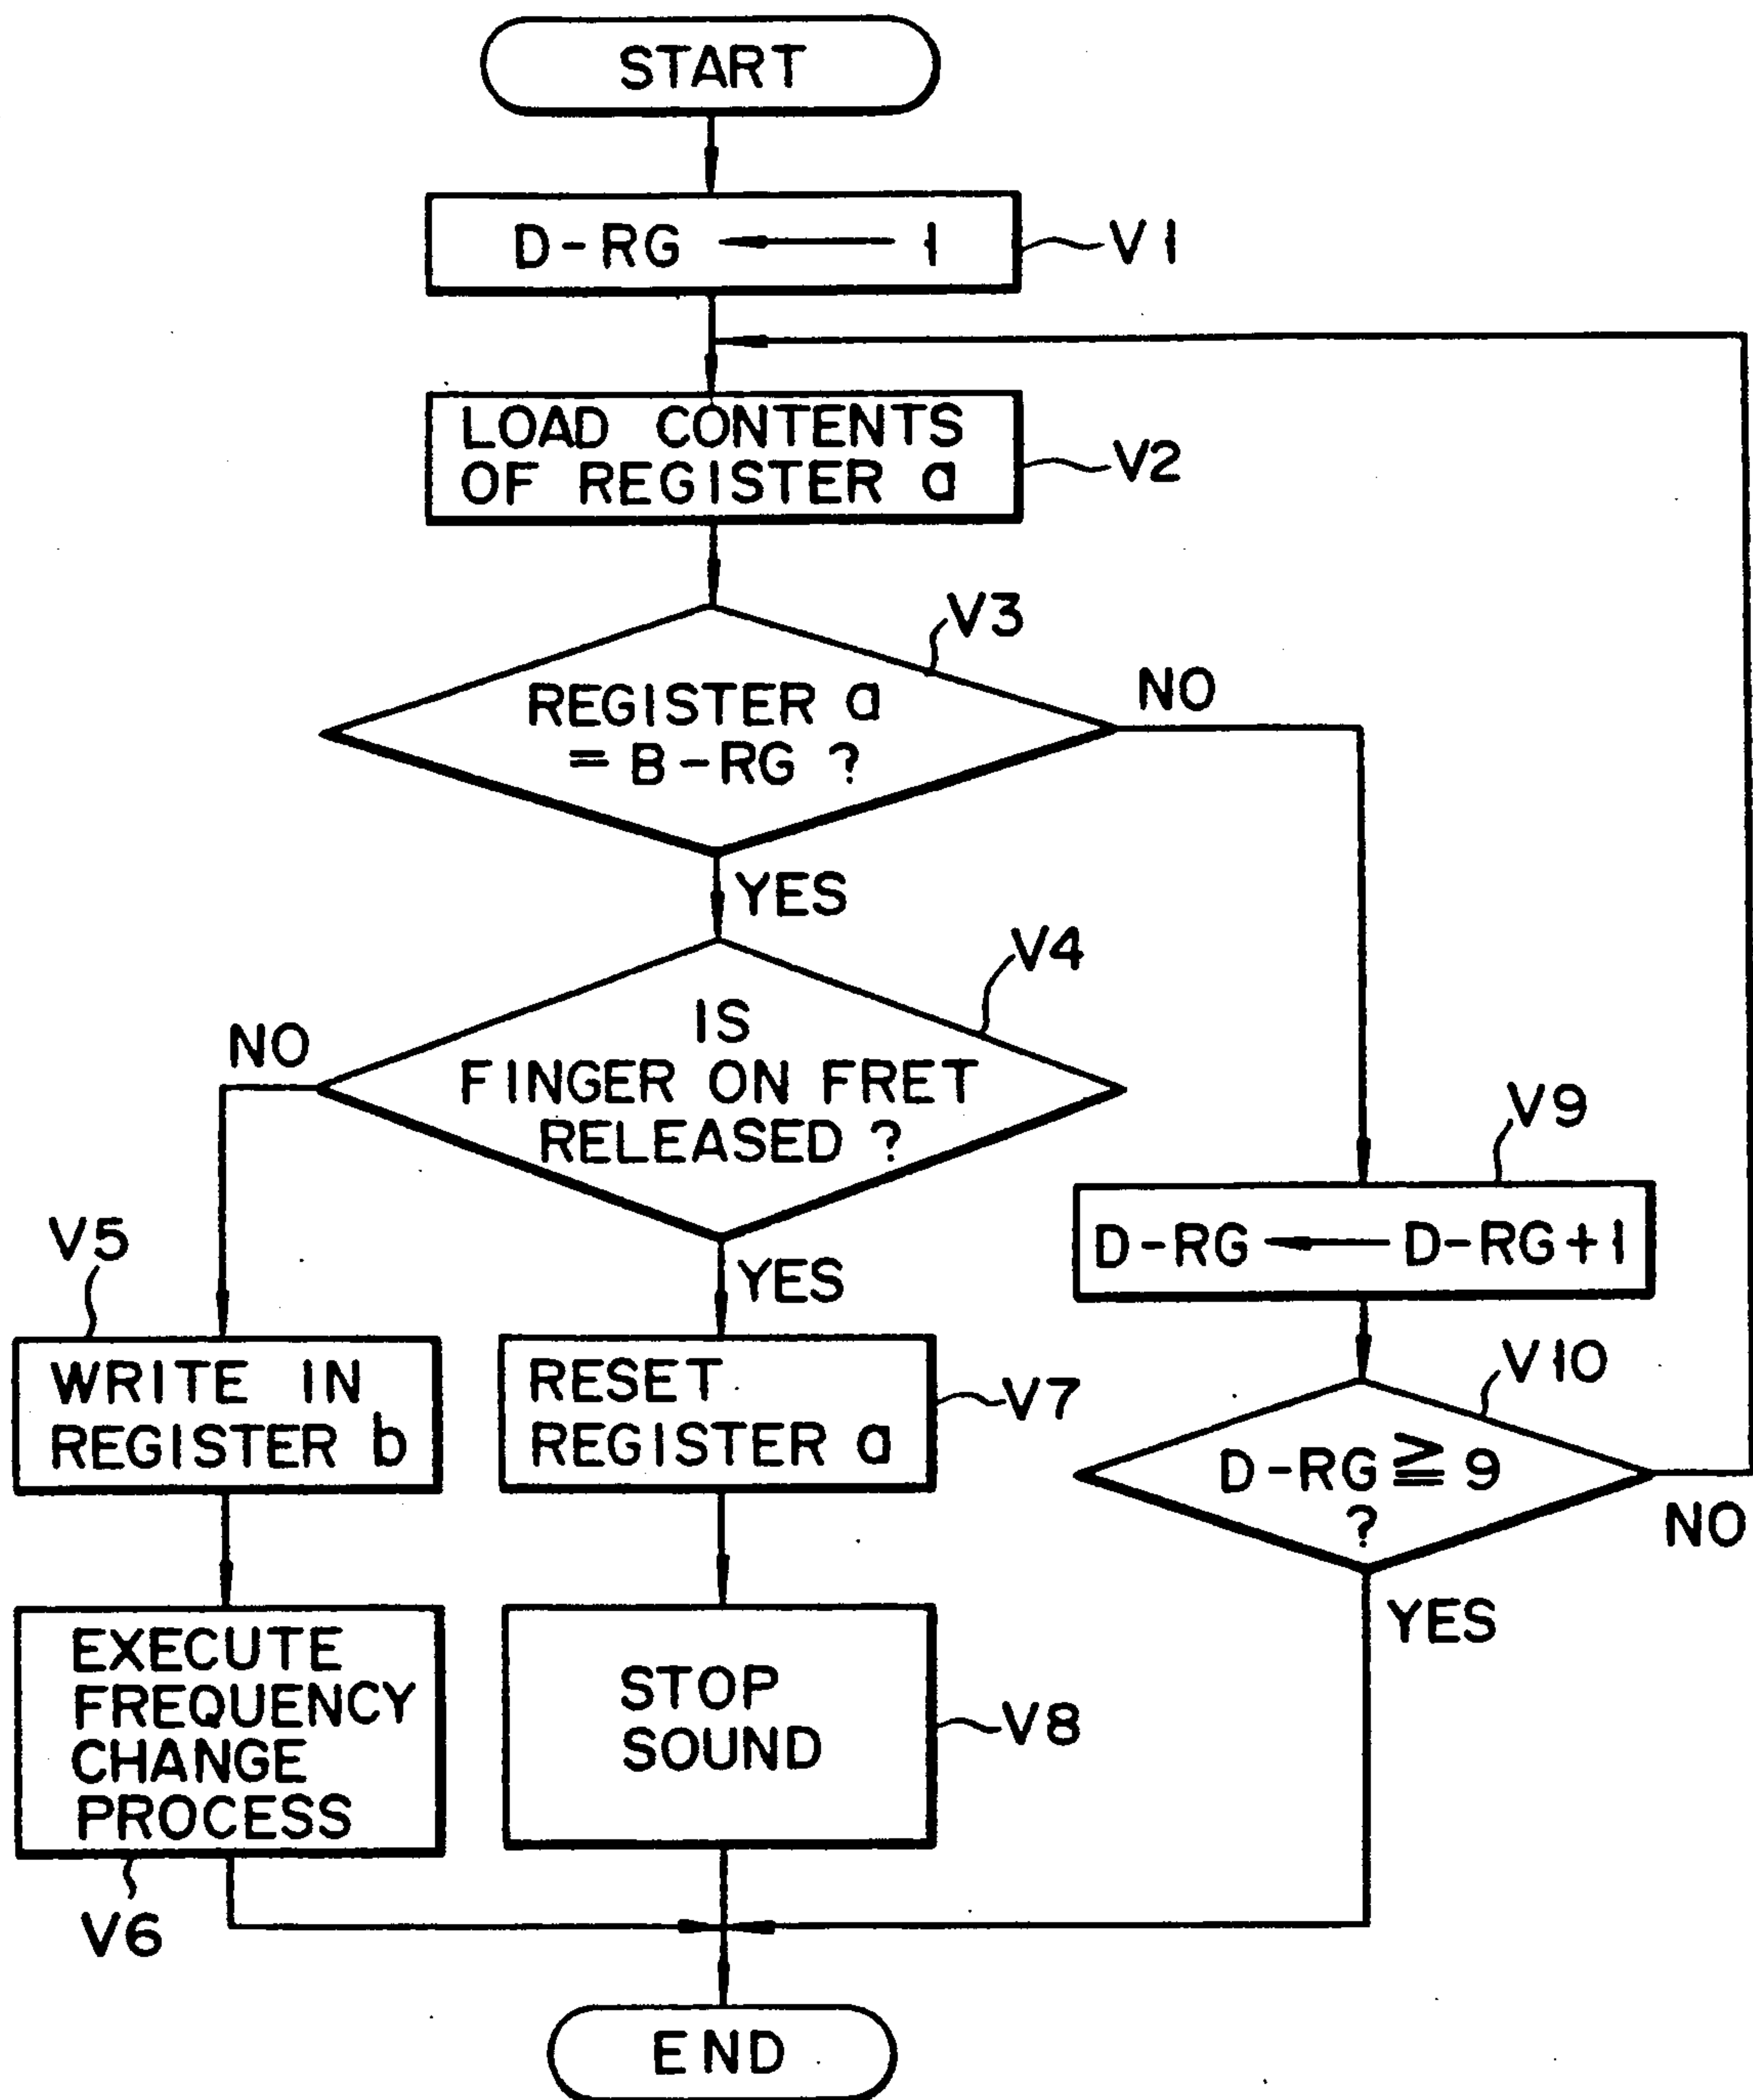 START
D-RG ← 1
V1
LOAD CONTENTS
OF REGISTER a
V2
V3
REGISTER a
= B-RG ?
NO
YES
V4
IS
FINGER ON FRET
RELEASED ?
NO
YES
V9
D-RG ← D-RG+1
V5
WRITE IN
REGISTER b
RESET
REGISTER a
V7
V10
D-RG ≧ 9
?
NO
YES
EXECUTE
FREQUENCY
CHANGE
PROCESS
V6
STOP
SOUND
V8
END